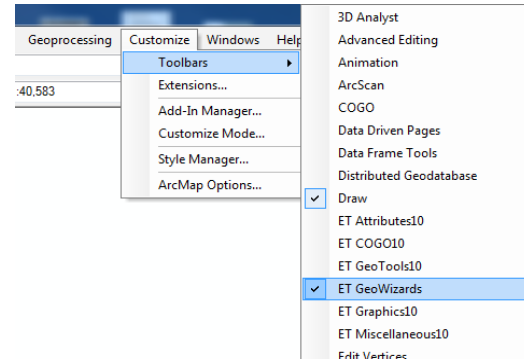 Geoprocessing Customize Windows Help
:40,583
Toolbars
Extensions...
Add-In Manager...
Customize Mode...
Style Manager...
ArcMap Options...
3D Analyst
Advanced Editing
Animation
ArcScan
COGO
Data Driven Pages
Data Frame Tools
Distributed Geodatabase
Draw
ET Attributes10
ET COGO10
ET GeoTools10
ET GeoWizards
ET Graphics10
ET Miscellaneous10
Edit Vertices